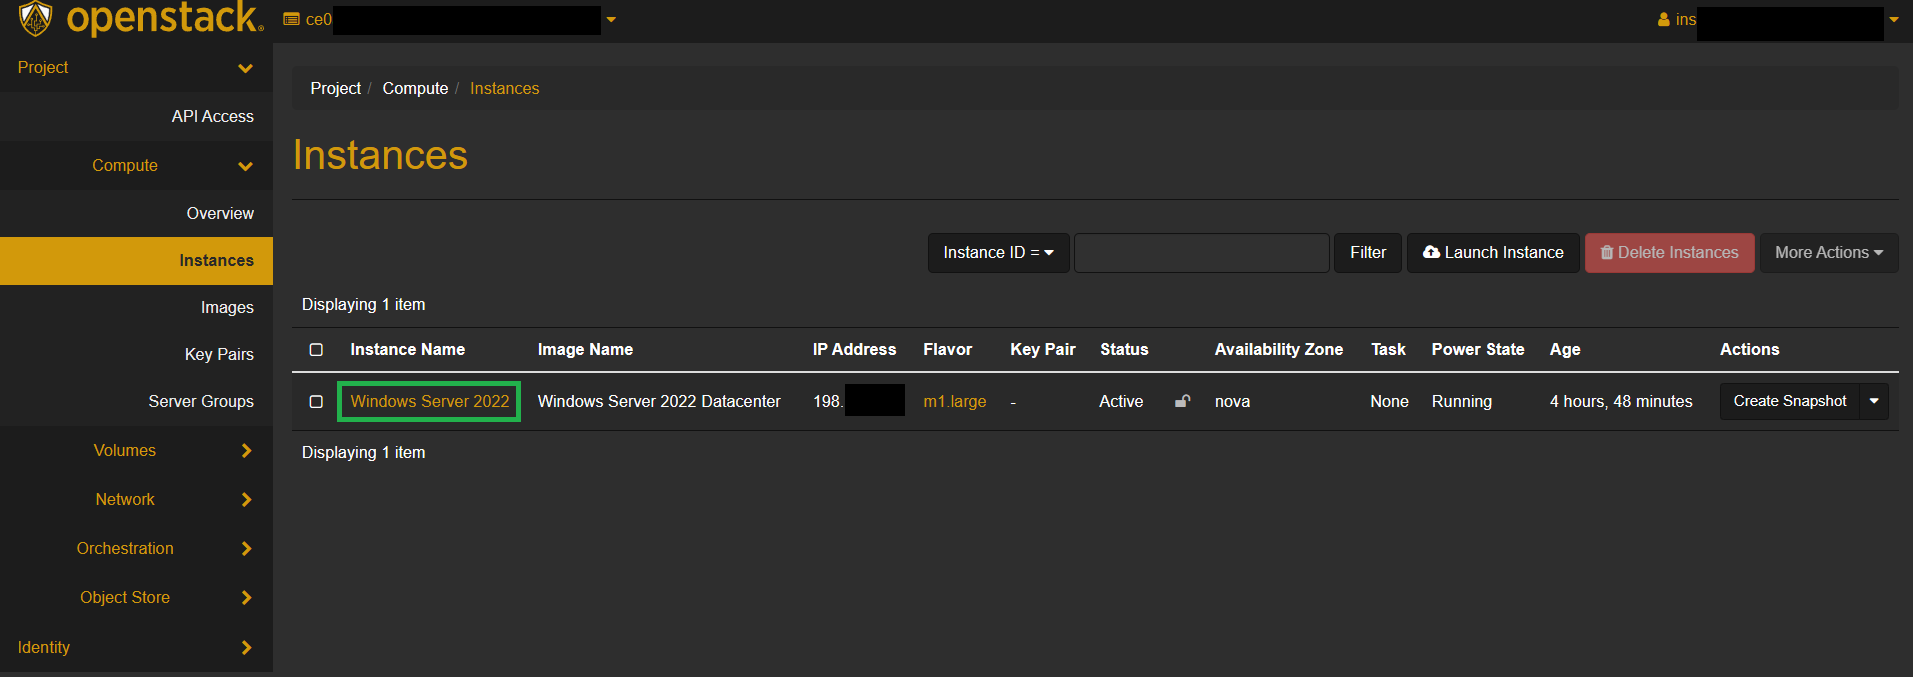 openstack.
ce0
ins
Project
API Access
Compute
Overview
Instances
Images
Key Pairs
Server Groups
Volumes
Network
Orchestration
Object Store
Identity
Project / Compute / Instances
Instances
Instance ID =
Filter
Launch Instance
Delete Instances
More Actions
Displaying 1 item
Instance Name Image Name IP Address Flavor Key Pair Status Availability Zone Task Power State Age Actions
Windows Server 2022 Windows Server 2022 Datacenter 198. m1.large - Active nova None Running 4 hours, 48 minutes Create Snapshot
Displaying 1 item